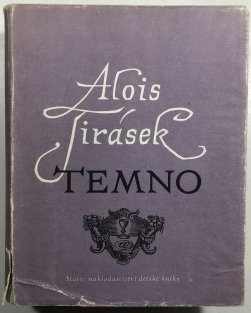 Alois
Jirásek
TEMNO
Státní nakladatelství dětské knihy